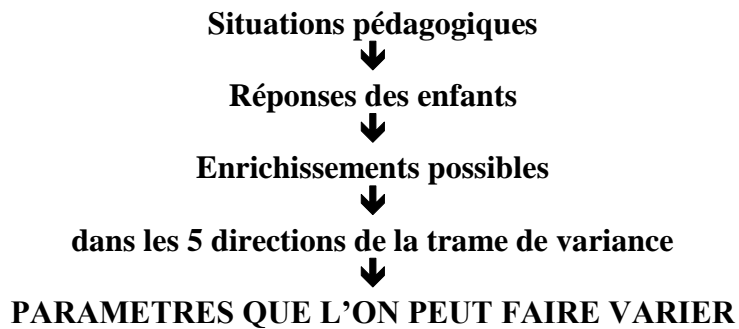 Situations pédagogiques
Réponses des enfants
Enrichissements possibles
dans les 5 directions de la trame de variance
PARAMETRES QUE L’ON PEUT FAIRE VARIER